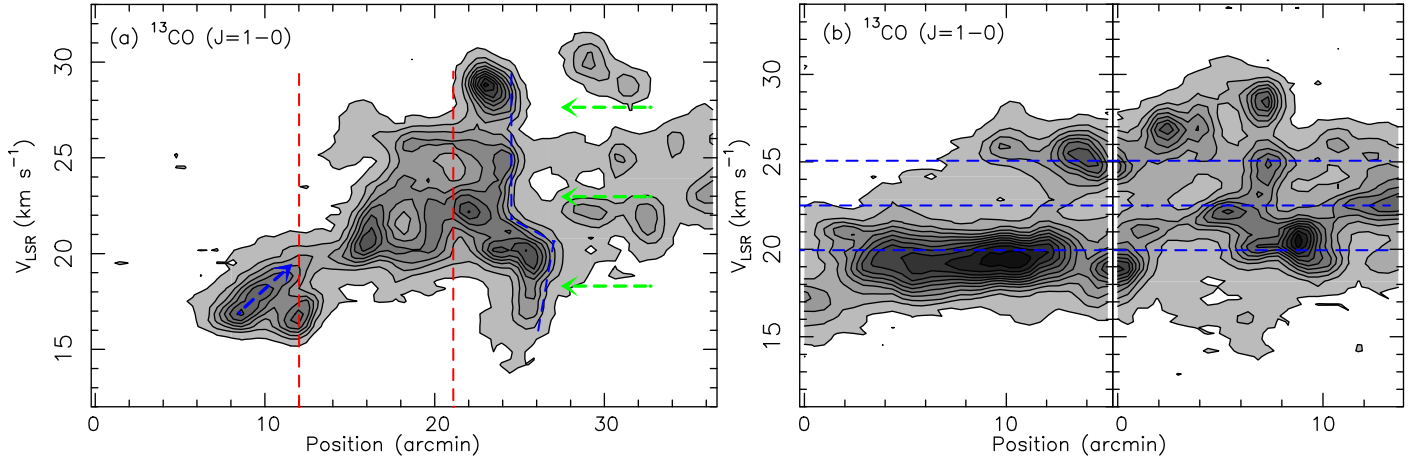 (a) ¹³CO (J=1−0)
30
25
20
15
V_LSR (km s⁻¹)
0 10 20 30
Position (arcmin)
(b) ¹³CO (J=1−0)
30
25
20
15
V_LSR (km s⁻¹)
0 10 0 10
Position (arcmin)